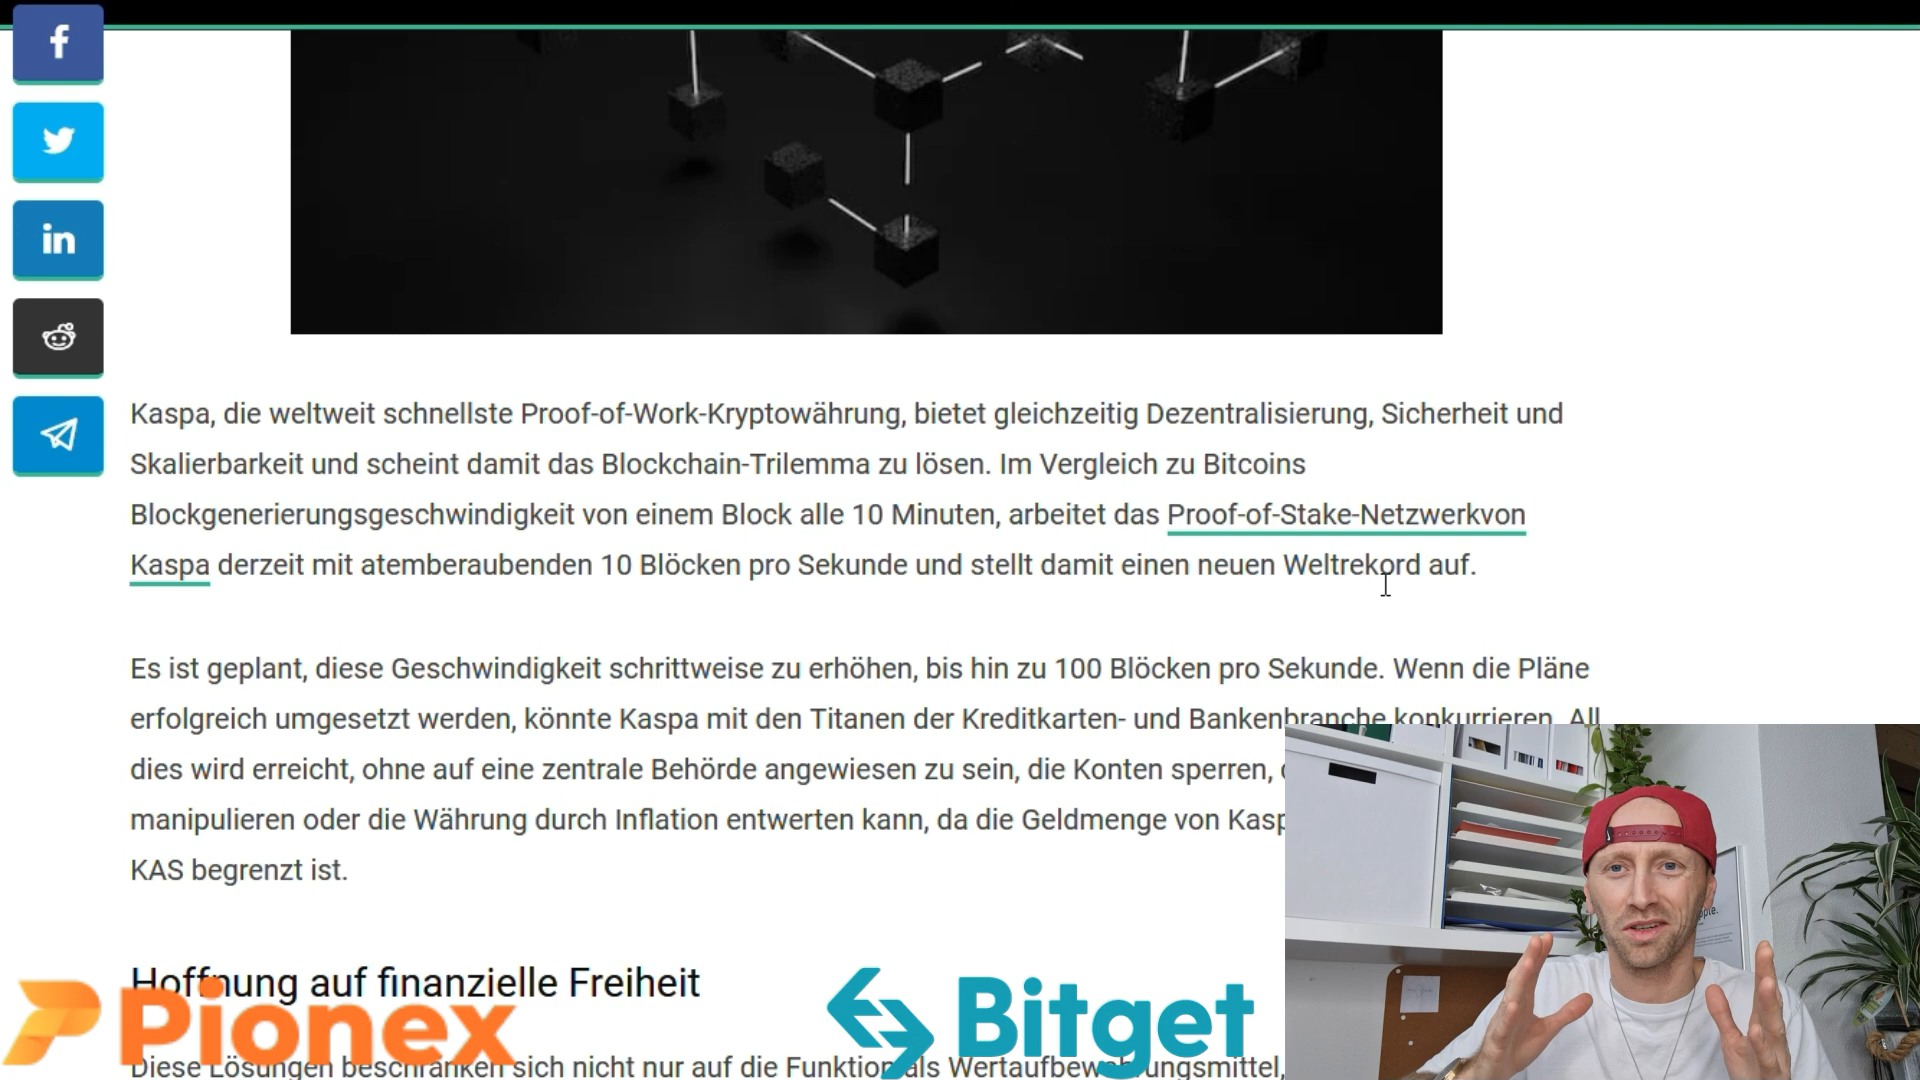 Kaspa, die weltweit schnellste Proof-of-Work-Kryptowährung, bietet gleichzeitig Dezentralisierung, Sicherheit und
Skalierbarkeit und scheint damit das Blockchain-Trilemma zu lösen. Im Vergleich zu Bitcoins
Blockgenerierungsgeschwindigkeit von einem Block alle 10 Minuten, arbeitet das Proof-of-Stake-Netzwerkvon
Kaspa derzeit mit atemberaubenden 10 Blöcken pro Sekunde und stellt damit einen neuen Weltrekord auf.
Es ist geplant, diese Geschwindigkeit schrittweise zu erhöhen, bis hin zu 100 Blöcken pro Sekunde. Wenn die Pläne
erfolgreich umgesetzt werden, könnte Kaspa mit den Titanen der Kreditkarten- und Bankenbranche konkurrieren. All
dies wird erreicht, ohne auf eine zentrale Behörde angewiesen zu sein, die Konten sperren,
manipulieren oder die Währung durch Inflation entwerten kann, da die Geldmenge von
KAS begrenzt ist.
Hoffnung auf finanzielle Freiheit
Pionex
Bitget
Diese Lösungen beschränken sich nicht nur auf die Funktion als Wertaufbewahrungsmittel,